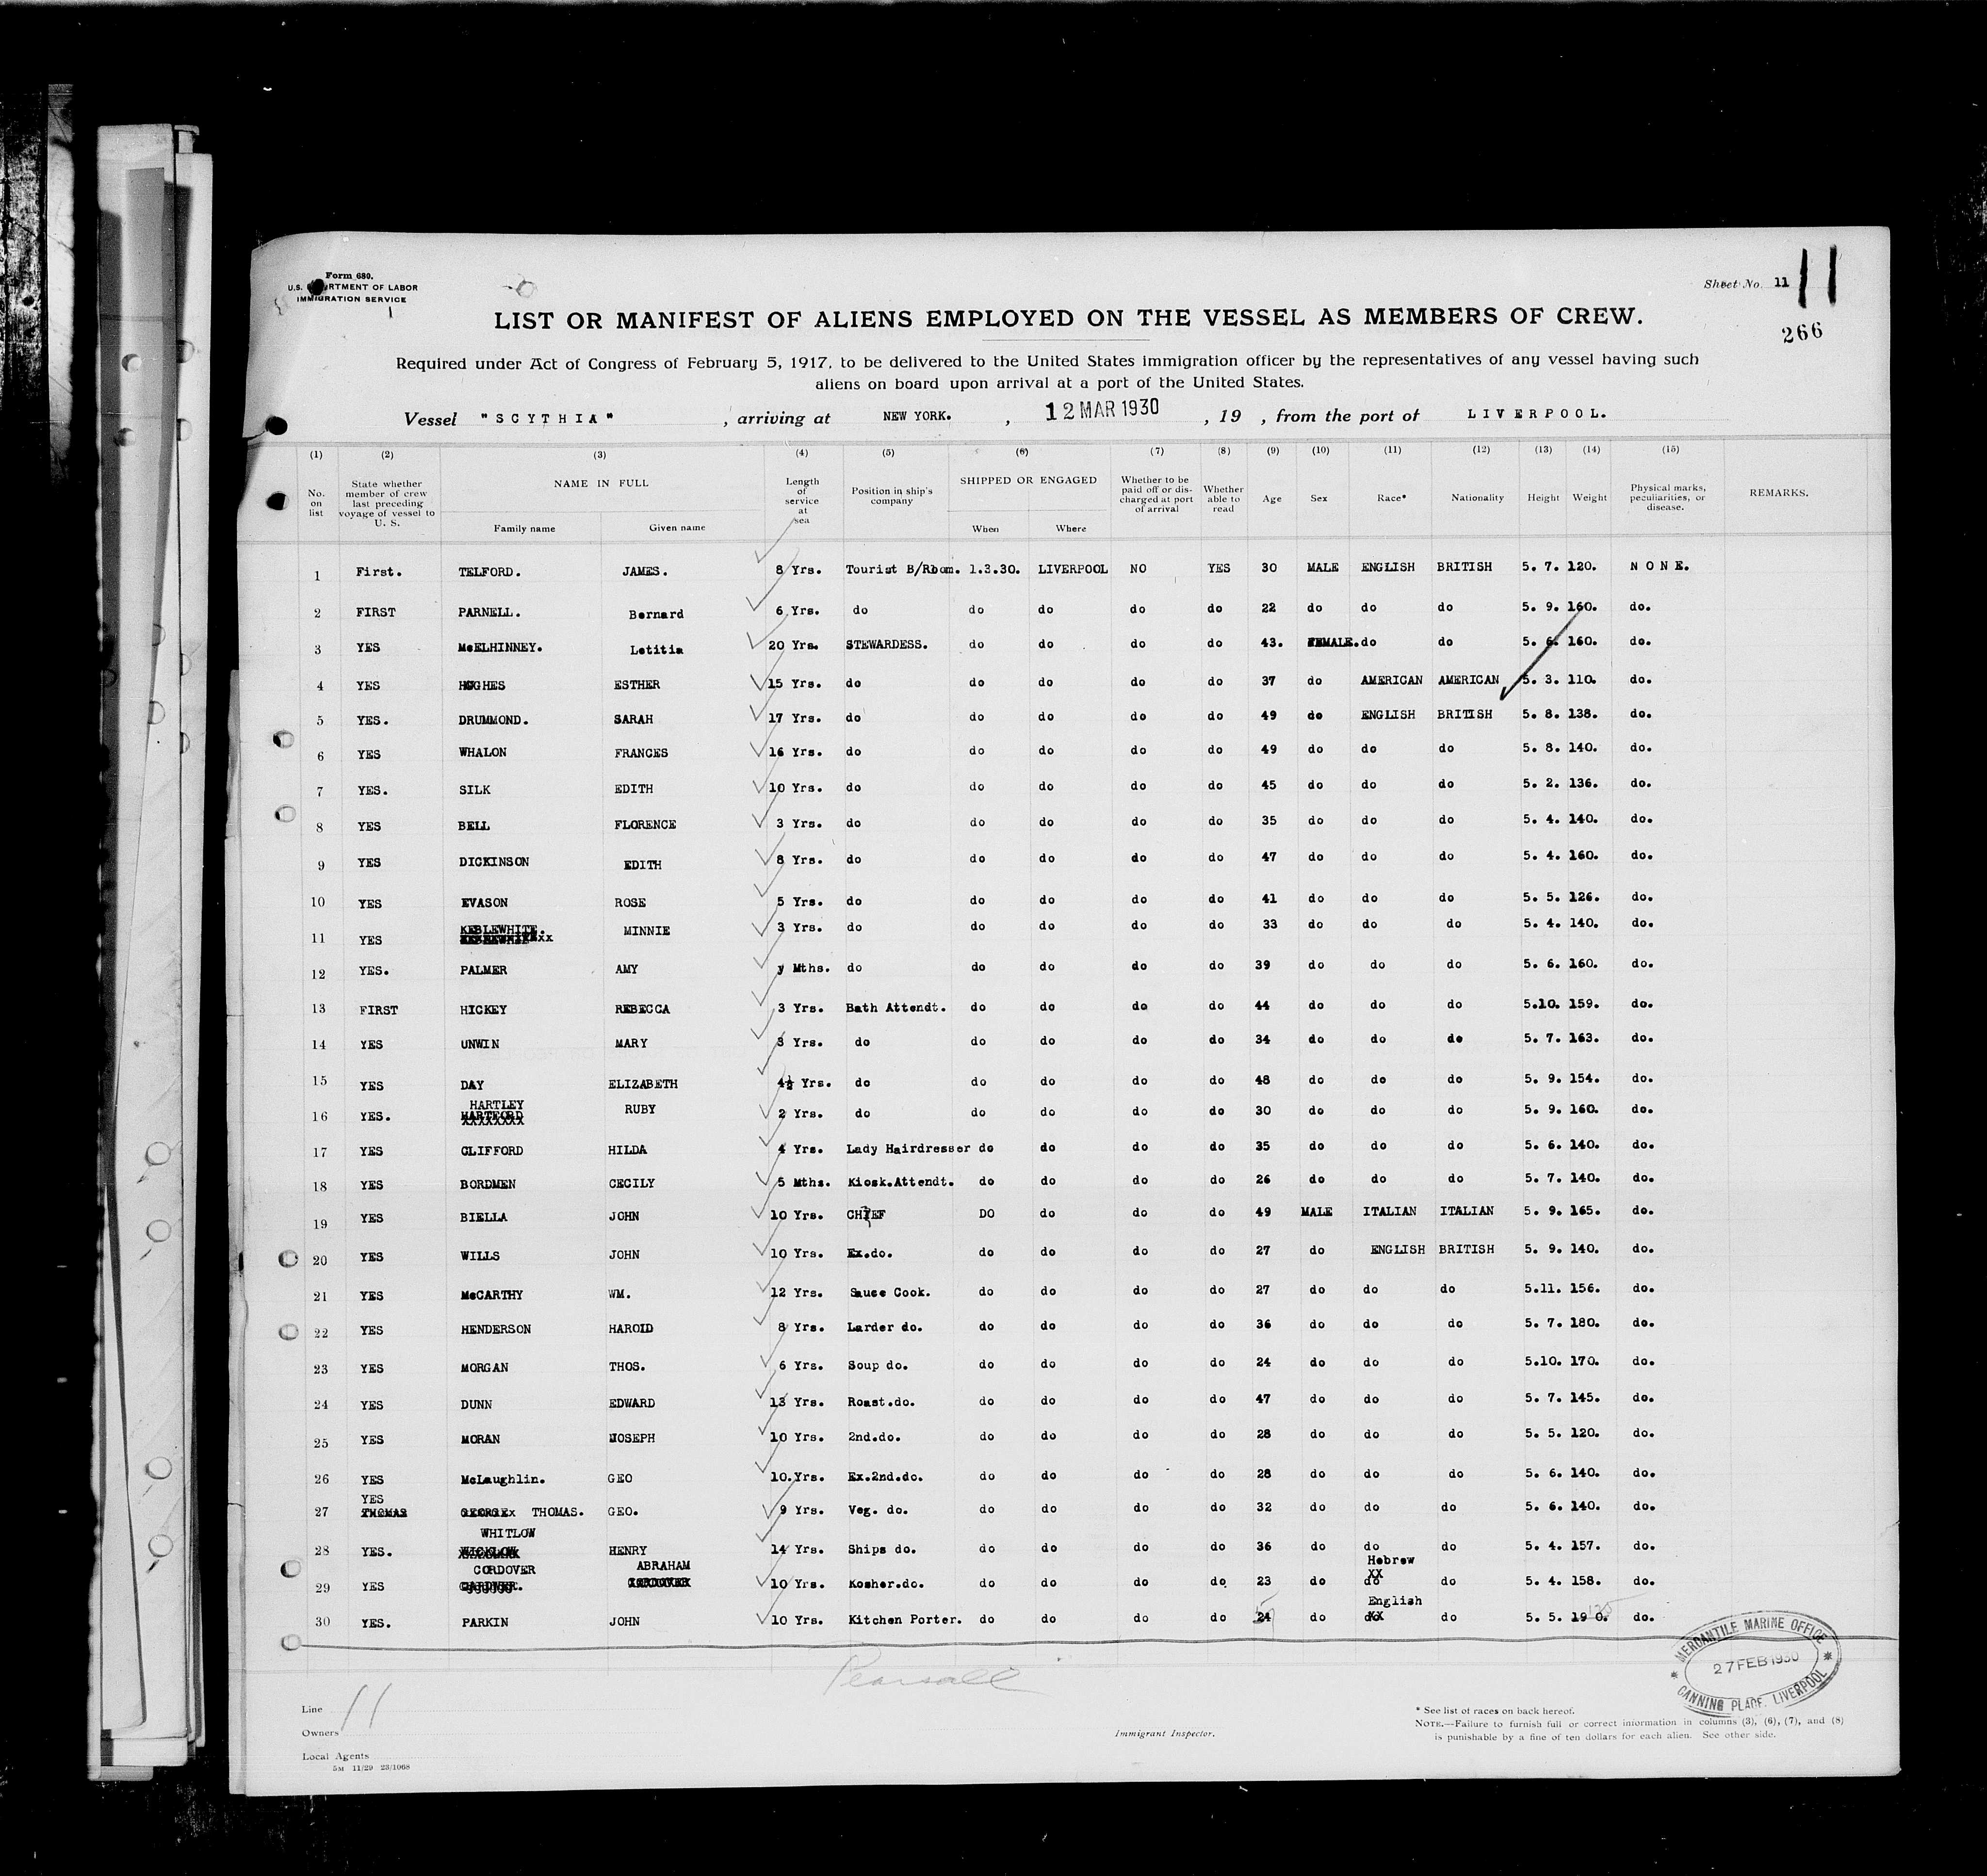 Form 680.
U.S. DEPARTMENT OF LABOR
IMMIGRATION SERVICE
Sheet No. 11 11
266
LIST OR MANIFEST OF ALIENS EMPLOYED ON THE VESSEL AS MEMBERS OF CREW.
Required under Act of Congress of February 5, 1917, to be delivered to the United States immigration officer by the representatives of any vessel having such
aliens on board upon arrival at a port of the United States.
Vessel "SCYTHIA" , arriving at NEW YORK. , 12 MAR 1930 , 19 , from the port of LIVERPOOL.
(1) (2) (3) (4) (5) (6) (7) (8) (9) (10) (11) (12) (13) (14) (15)
No. on list State whether member of crew last preceding voyage of vessel to U. S. NAME IN FULL Family name Given name Length of service at sea Position in ship's company SHIPPED OR ENGAGED When Where Whether to be paid off or discharged at port of arrival Whether able to read Age Sex Race* Nationality Height Weight Physical marks, peculiarities, or disease. REMARKS.
1 First. TELFORD. JAMES. 8 Yrs. Tourist B/Room. 1.3.30. LIVERPOOL NO YES 30 MALE ENGLISH BRITISH 5. 7. 120. NONE.
2 FIRST PARNELL. Bernard 6 Yrs. do do do do do 22 do do do 5. 9. 160. do.
3 YES McELHINNEY. Letitia 20 Yrs. STEWARDESS. do do do do 43. FEMALE. do do 5. 6. 160. do.
4 YES HUGHES ESTHER 15 Yrs. do do do do do 37 do AMERICAN AMERICAN 5. 3. 110. do.
5 YES. DRUMMOND. SARAH 17 Yrs. do do do do do 49 do ENGLISH BRITISH 5. 8. 138. do.
6 YES WHALON FRANCES 16 Yrs. do do do do do 49 do do do 5. 8. 140. do.
7 YES. SILK EDITH 10 Yrs. do do do do do 45 do do do 5. 2. 136. do.
8 YES BELL FLORENCE 3 Yrs. do do do do do 35 do do do 5. 4. 140. do.
9 YES DICKINSON EDITH 8 Yrs. do do do do do 47 do do do 5. 4. 160. do.
10 YES EVASON ROSE 5 Yrs. do do do do do 41 do do do 5. 5. 126. do.
11 YES KEBLEWHITE. MINNIE 3 Yrs. do do do do do 33 do do do 5. 4. 140. do.
12 YES. PALMER AMY Mths. do do do do do 39 do do do 5. 6. 160. do.
13 FIRST HICKEY REBECCA 3 Yrs. Bath Attendt. do do do do 44 do do do 5.10. 159. do.
14 YES UNWIN MARY 3 Yrs. do do do do do 34 do do do 5. 7. 163. do.
15 YES DAY ELIZABETH 4½ Yrs. do do do do do 48 do do do 5. 9. 154. do.
16 YES. HARTLEY HARTFORD XXXXXXXX RUBY 2 Yrs. do do do do do 30 do do do 5. 9. 160. do.
17 YES CLIFFORD HILDA 4 Yrs. Lady Hairdresser do do do do 35 do do do 5. 6. 140. do.
18 YES BORDMEN CECILY 5 Mths. Kiosk.Attendt. do do do do 26 do do do 5. 7. 140. do.
19 YES BIELLA JOHN 10 Yrs. CHEF DO do do do 49 MALE ITALIAN ITALIAN 5. 9. 165. do.
20 YES WILLS JOHN 10 Yrs. Ex.do. do do do do 27 do ENGLISH BRITISH 5. 9. 140. do.
21 YES McCARTHY WM. 12 Yrs. Sauce Cook. do do do do 27 do do do 5.11. 156. do.
22 YES HENDERSON HAROID 8 Yrs. Larder do. do do do do 36 do do do 5. 7. 180. do.
23 YES MORGAN THOS. 6 Yrs. Soup do. do do do do 24 do do do 5.10. 170. do.
24 YES DUNN EDWARD 13 Yrs. Roast.do. do do do do 47 do do do 5. 7. 145. do.
25 YES MORAN JOSEPH 10 Yrs. 2nd.do. do do do do 28 do do do 5. 5. 120. do.
26 YES McLaughlin. GEO 10.Yrs. Ex.2nd.do. do do do do 28 do do do 5. 6. 140. do.
27 YES THOMAS GEORGEx THOMAS. GEO. 9 Yrs. Veg. do. do do do do 32 do do do 5. 6. 140. do.
28 YES. WHITLOW WICKLOW HENRY 14 Yrs. Ships do. do do do do 36 do do do 5. 4. 157. do.
29 YES CORDOVER ABRAHAM 10 Yrs. Kosher.do. do do do do 23 do Hebrew XX do do 5. 4. 158. do.
30 YES. PARKIN JOHN 10 Yrs. Kitchen Porter. do do do do 24 do English XX do do 5. 5. 190. do.
Pearsall
MERCANTILE MARINE OFFICE
27 FEB 1930
CANNING PLACE, LIVERPOOL
Line 11
Owners
Local Agents
5M 11/29 23/1068
Immigrant Inspector.
* See list of races on back hereof.
NOTE.—Failure to furnish full or correct information in columns (3), (6), (7), and (8)
is punishable by a fine of ten dollars for each alien. See other side.